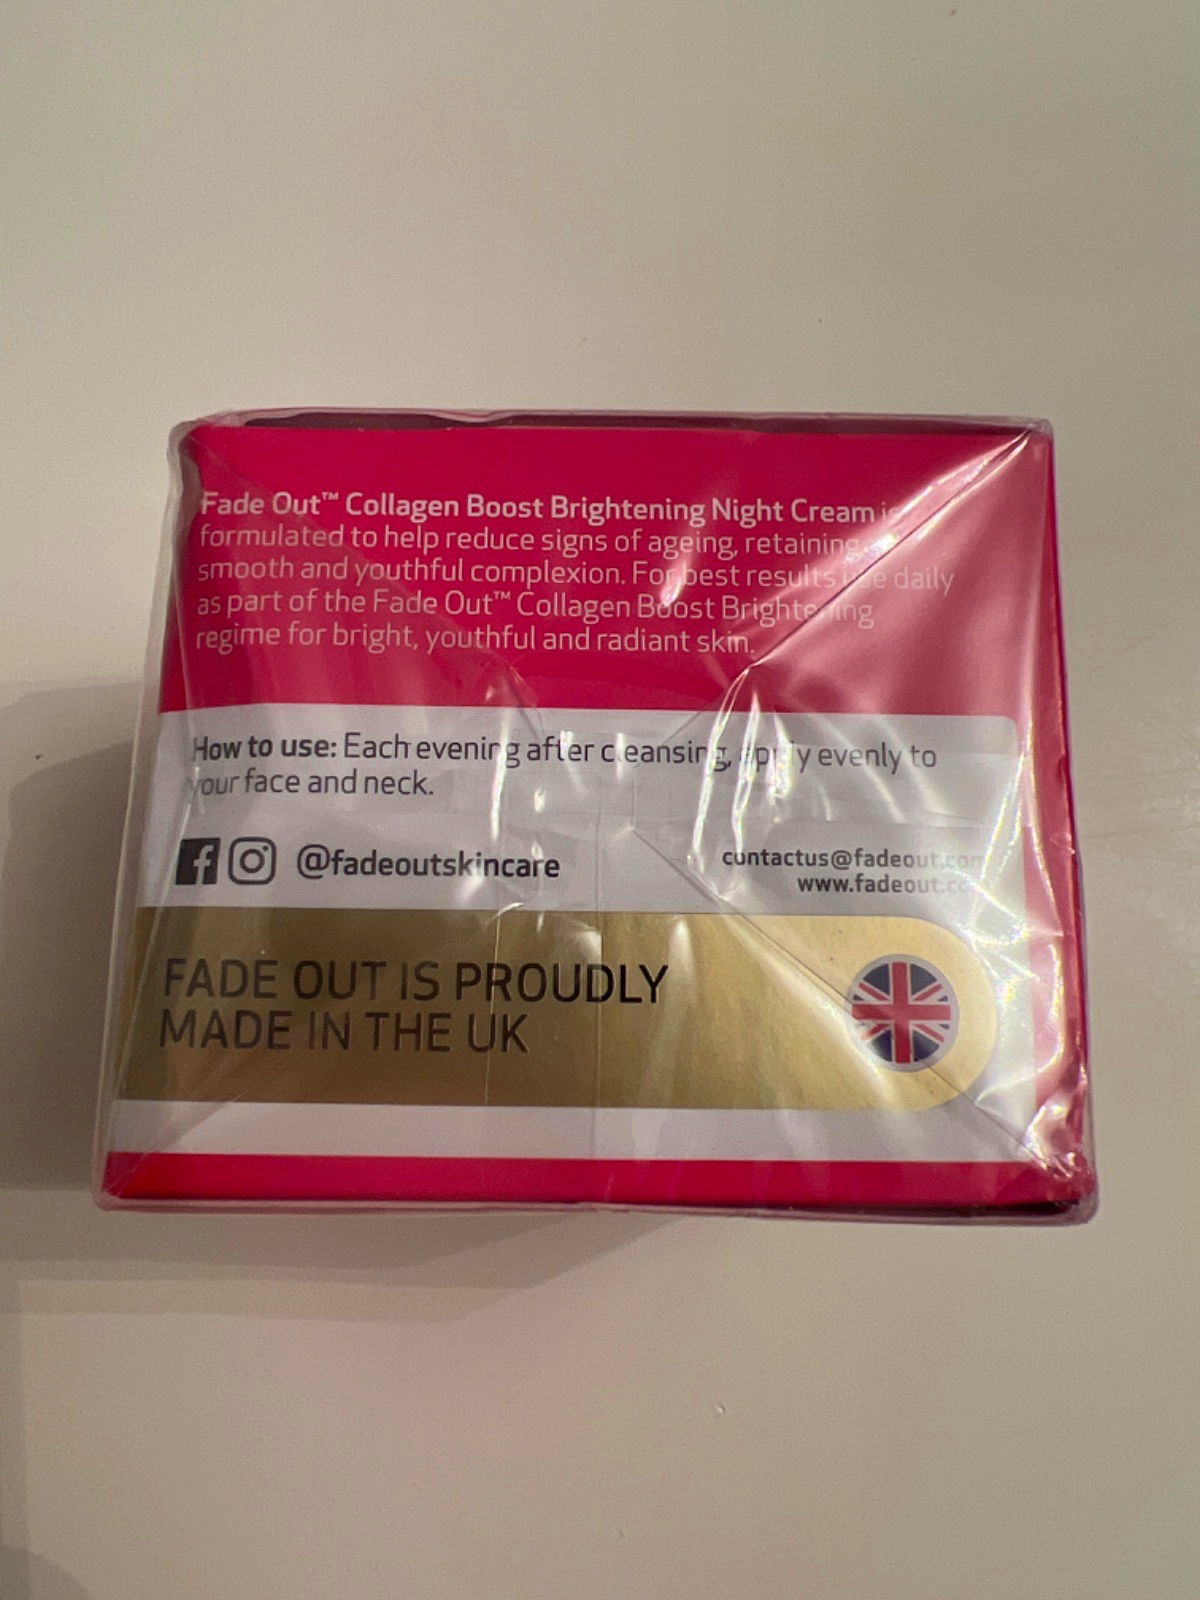 Fade Out™ Collagen Boost Brightening Night Cream is
formulated to help reduce signs of ageing, retaining
smooth and youthful complexion. For best results use daily
as part of the Fade Out™ Collagen Boost Brightening
regime for bright, youthful and radiant skin.
How to use: Each evening after cleansing, apply evenly to
your face and neck.
@fadeoutskincare
contactus@fadeout.com
www.fadeout.co
FADE OUT IS PROUDLY
MADE IN THE UK